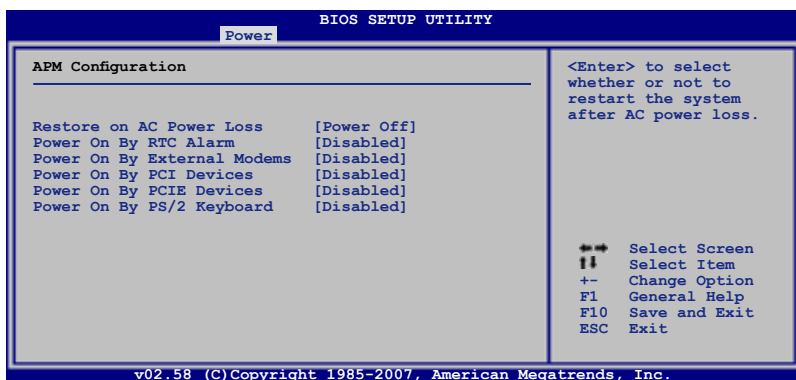 BIOS SETUP UTILITY
Power
APM Configuration
Restore on AC Power Loss [Power Off]
Power On By RTC Alarm [Disabled]
Power On By External Modems [Disabled]
Power On By PCI Devices [Disabled]
Power On By PCIE Devices [Disabled]
Power On By PS/2 Keyboard [Disabled]
<Enter> to select
whether or not to
restart the system
after AC power loss.
Select Screen
Select Item
+- Change Option
F1 General Help
F10 Save and Exit
ESC Exit
v02.58 (C)Copyright 1985-2007, American Megatrends, Inc.